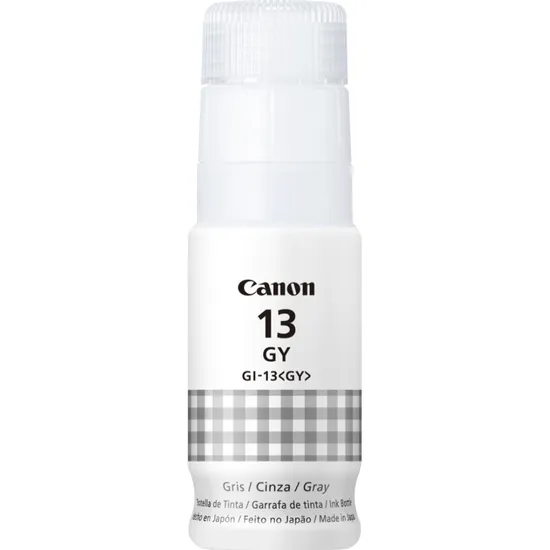 Canon
13
GY
GI-13<GY>
Gris / Cinza / Gray
Botella de Tinta / Garrafa de tinta / Ink Bottle
Hecho en Japón / Feito no Japão / Made in Japan